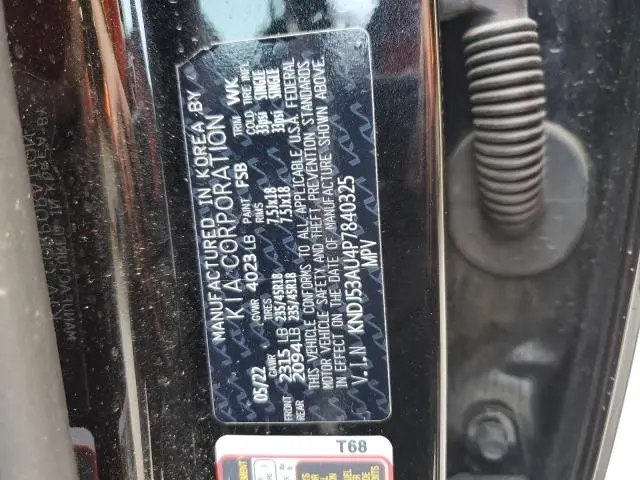 MANUFACTURED IN KOREA BY
KIA CORPORATION
05/22 GVWR 4023 LB PAINT FSB TRIM WK
GAWR TIRES RIMS COLD TIRE INFL
FRONT 2315 LB 235/45R18 7.5Jx18 33psi SINGLE
REAR 2094 LB 235/45R18 7.5Jx18 33psi SINGLE
THIS VEHICLE CONFORMS TO ALL APPLICABLE U.S.A. FEDERAL
MOTOR VEHICLE SAFETY AND THEFT PREVENTION STANDARDS
IN EFFECT ON THE DATE OF MANUFACTURE SHOWN ABOVE.
V.I.N KNDJ53AU4P7840325
MPV
T68